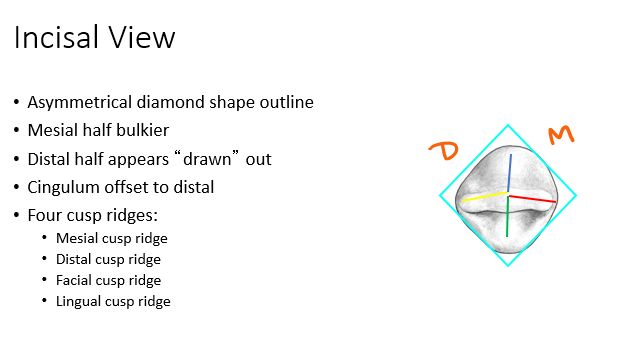 Incisal View
• Asymmetrical diamond shape outline
• Mesial half bulkier
• Distal half appears “drawn” out
• Cingulum offset to distal
• Four cusp ridges:
• Mesial cusp ridge
• Distal cusp ridge
• Facial cusp ridge
• Lingual cusp ridge
D M